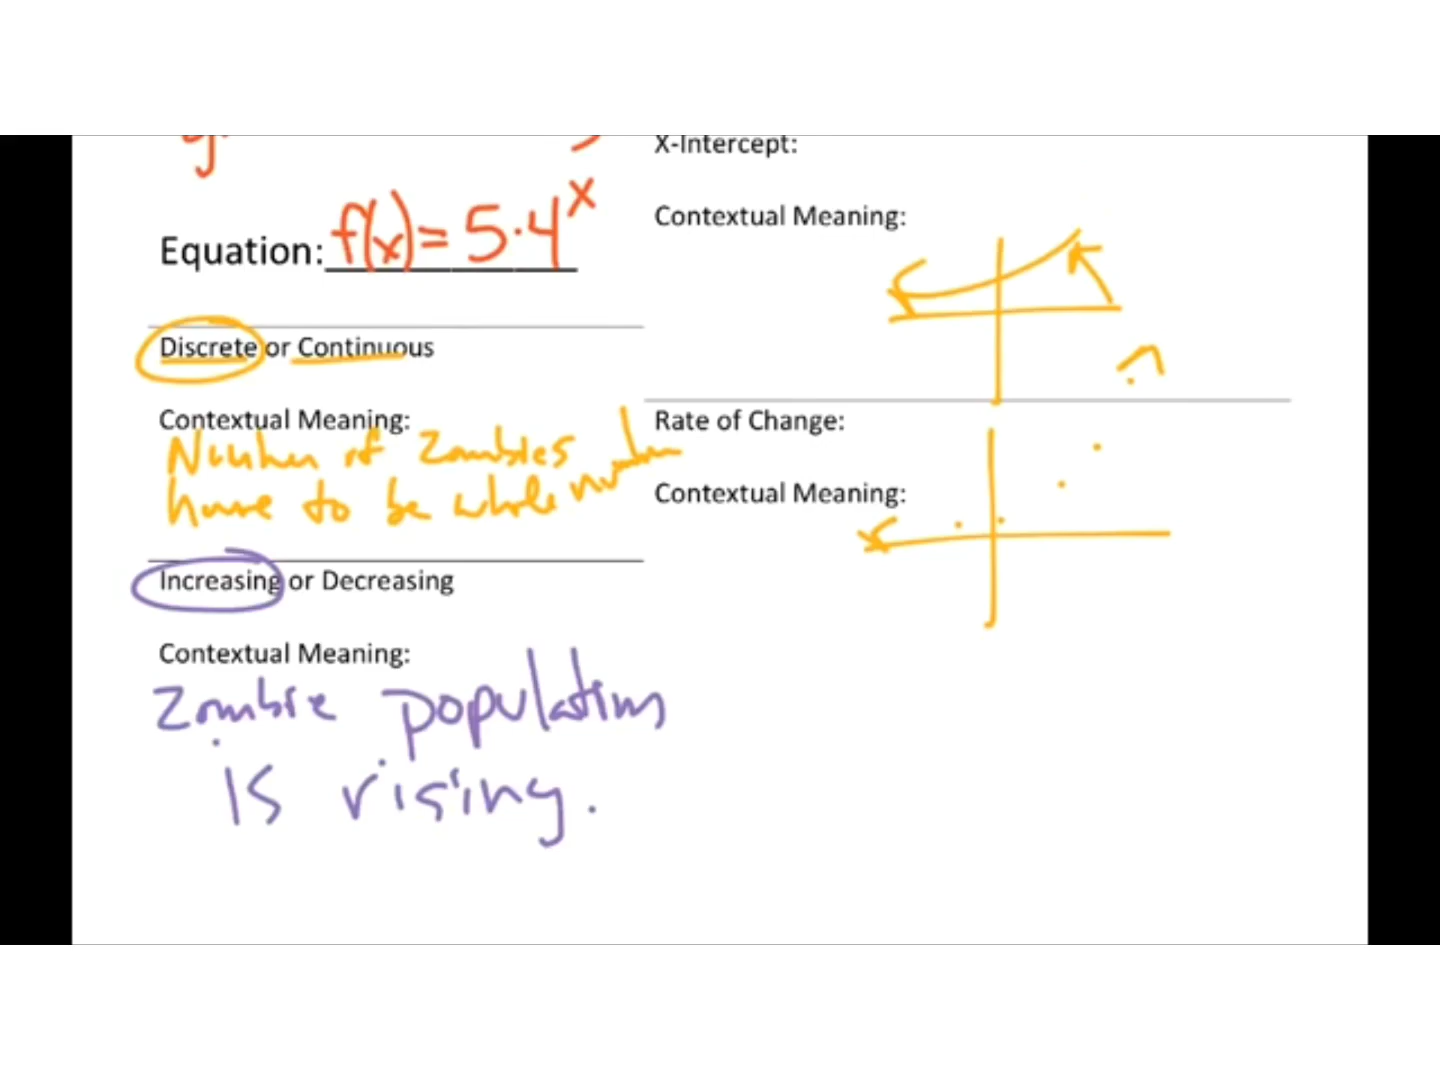 X-Intercept:
Equation: f(x) = 5·4^x
Contextual Meaning:
Discrete or Continuous
Contextual Meaning:
Number of Zombies
have to be whole number
Rate of Change:
Contextual Meaning:
Increasing or Decreasing
Contextual Meaning:
Zombie population
is rising.